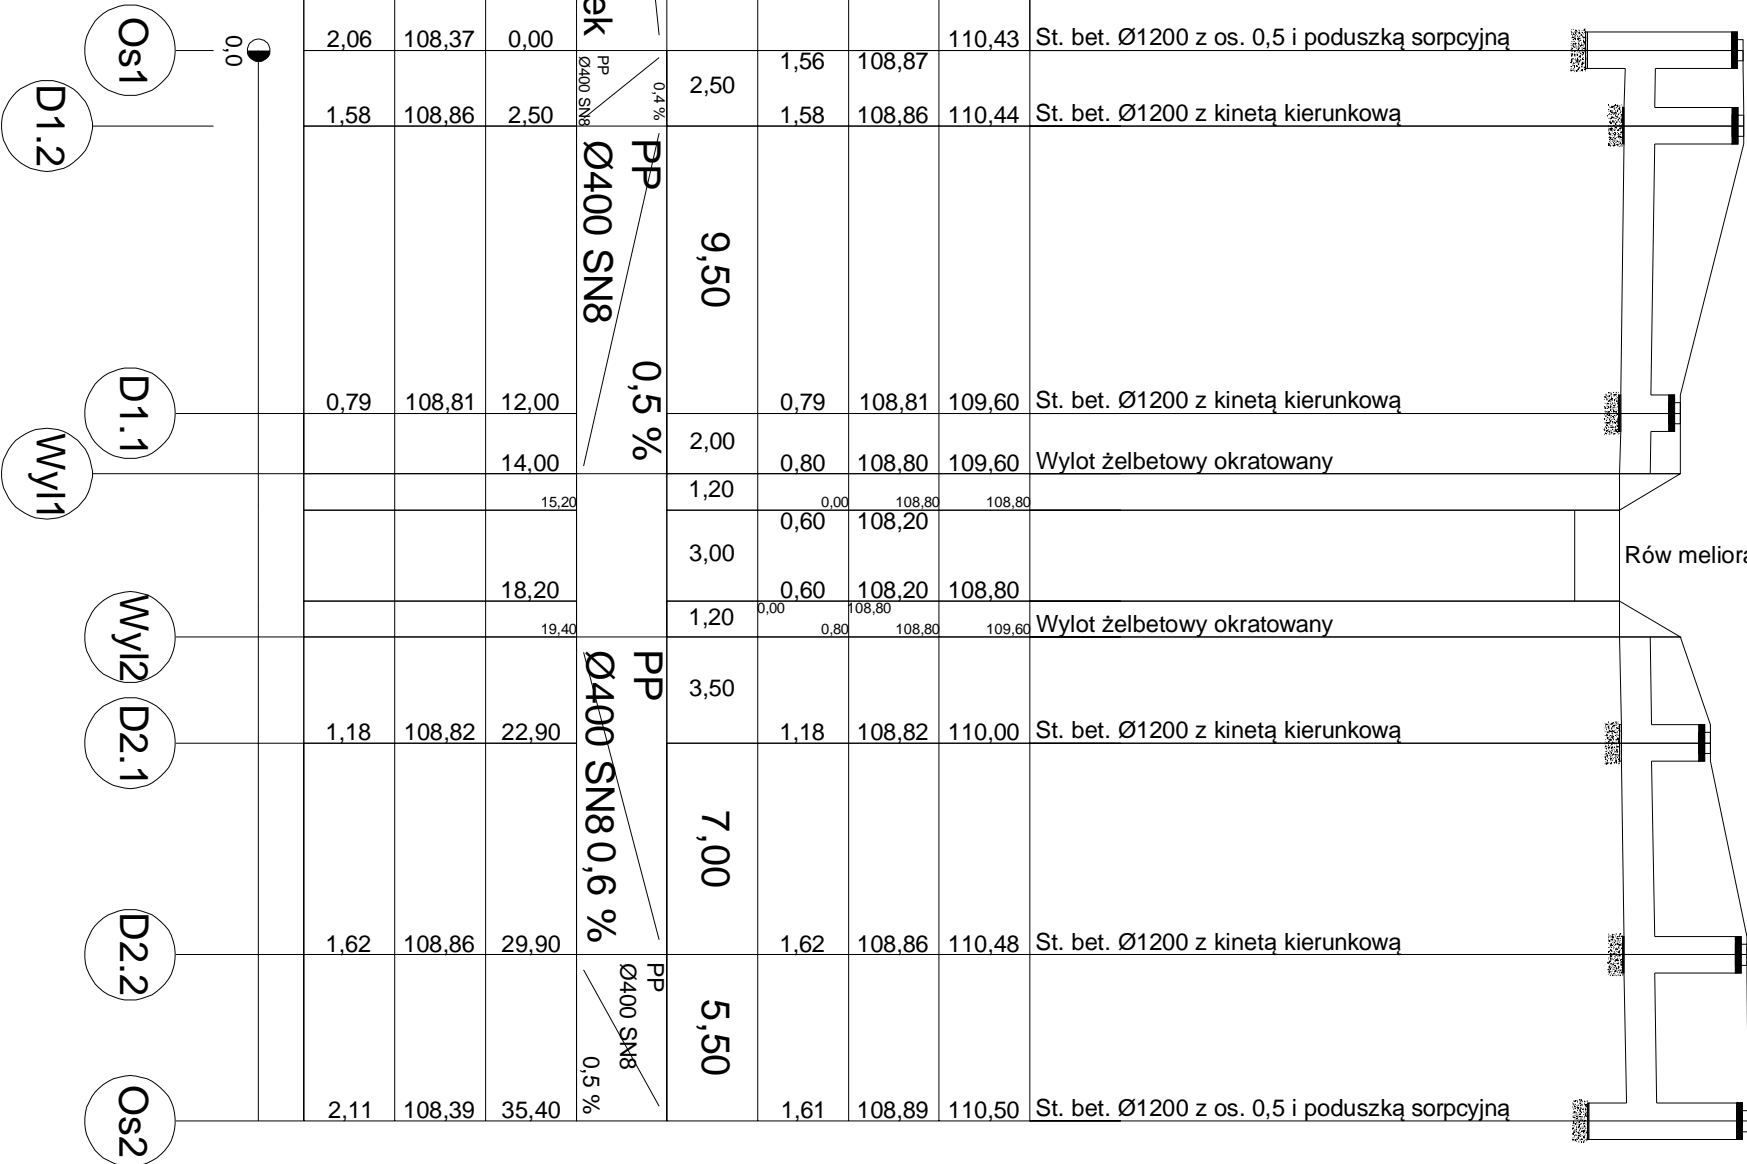 ek
Os1
0,0
2,06 108,37 0,00 110,43 St. bet. Ø1200 z os. 0,5 i poduszką sorpcyjną
PP
Ø400 SN8
0,4 %
2,50
1,56 108,87
D1.2
1,58 108,86 2,50 1,58 108,86 110,44 St. bet. Ø1200 z kinetą kierunkową
PP
Ø400 SN8
0,5 %
9,50
D1.1
0,79 108,81 12,00 0,79 108,81 109,60 St. bet. Ø1200 z kinetą kierunkową
2,00
Wyl1
14,00 0,80 108,80 109,60 Wylot żelbetowy okratowany
1,20
15,20 0,00 108,80 108,80
0,60 108,20
3,00
Rów meliora
18,20 0,60 108,20 108,80
0,00 108,80
1,20
Wyl2
19,40 0,80 108,80 109,60 Wylot żelbetowy okratowany
PP
Ø400 SN8
0,6 %
3,50
D2.1
1,18 108,82 22,90 1,18 108,82 110,00 St. bet. Ø1200 z kinetą kierunkową
7,00
D2.2
1,62 108,86 29,90 1,62 108,86 110,48 St. bet. Ø1200 z kinetą kierunkową
PP
Ø400 SN8
0,5 %
5,50
Os2
2,11 108,39 35,40 1,61 108,89 110,50 St. bet. Ø1200 z os. 0,5 i poduszką sorpcyjną